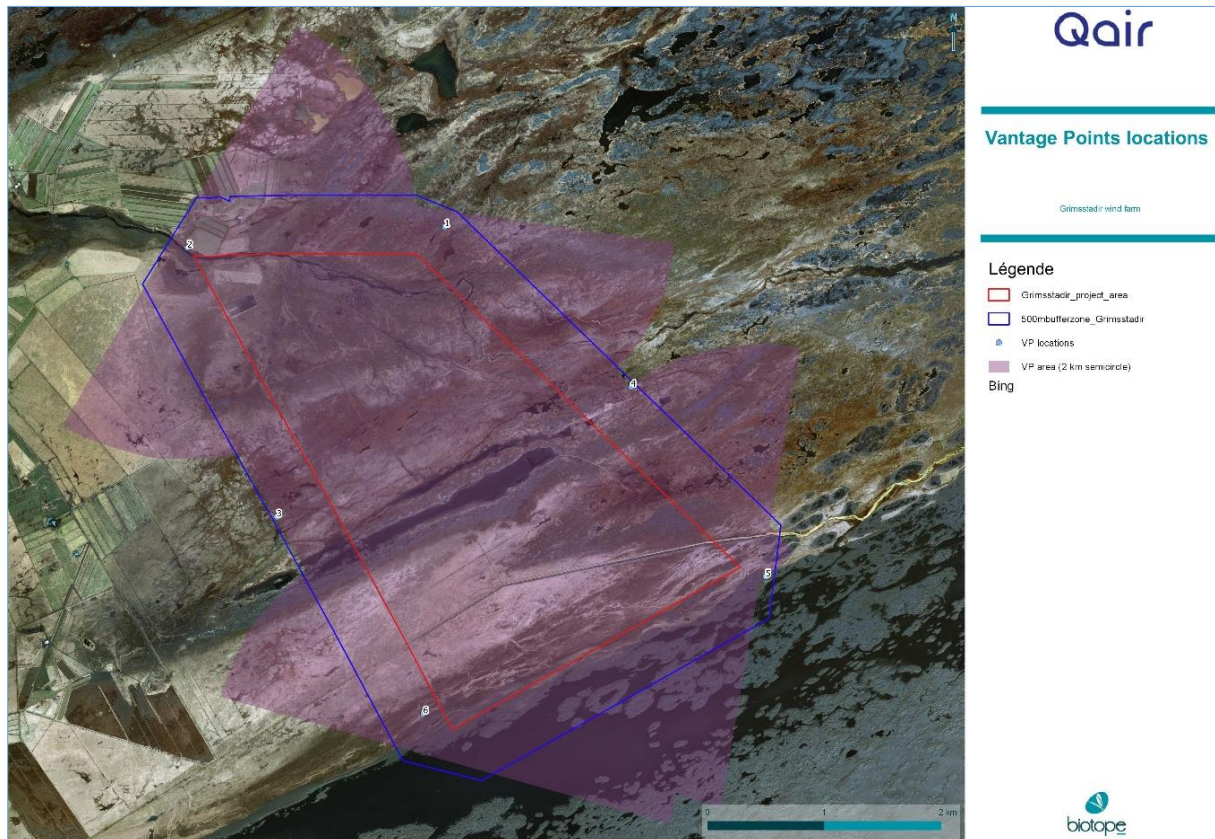 N
Qair
Vantage Points locations
Grimsstadir wind farm
Légende
Grimsstadir_project_area
500mbufferzone_Grimsstadir
VP locations
VP area (2 km semicircle)
Bing
1
2
4
3
5
6
0 1 2 km
biotope